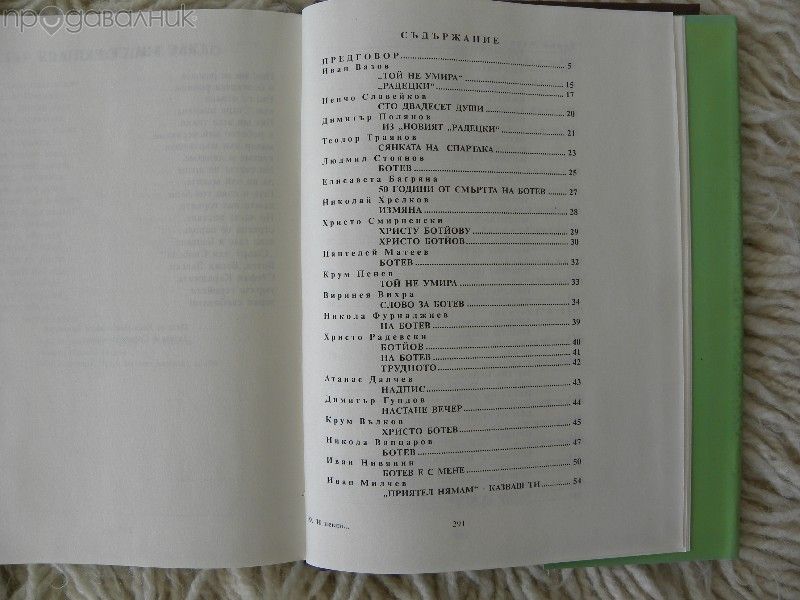 продавалник
СЪДЪРЖАНИЕ
ПРЕДГОВОР 5
Иван Вазов
„ТОЙ НЕ УМИРА“ 15
„РАДЕЦКИ“ 17
Пенчо Славейков
СТО ДВАДЕСЕТ ДУШИ 20
Димитър Полянов
ИЗ „НОВИЯТ „РАДЕЦКИ“ 21
Теодор Траянов
СЯНКАТА НА СПАРТАКА 23
Людмил Стоянов
БОТЕВ 25
Елисавета Багряна
50 ГОДИНИ ОТ СМЪРТТА НА БОТЕВ 27
Николай Хрелков
ИЗМЯНА 28
Христо Смирненски
ХРИСТУ БОТЙОВУ 29
ХРИСТО БОТЙОВ 30
Пантелей Матеев
БОТЕВ 32
Крум Пенев
ТОЙ НЕ УМИРА 33
Виринея Вихра
СЛОВО ЗА БОТЕВ 34
Никола Фурнаджиев
НА БОТЕВ 39
Христо Радевски
БОТЙОВ 40
НА БОТЕВ 41
ТРУДНОТО 42
Атанас Далчев
НАДПИС 43
Димитър Гундов
НАСТАНЕ ВЕЧЕР 44
Крум Вълков
ХРИСТО БОТЕВ 45
Никола Вапцаров
БОТЕВ 47
Иван Нивянин
БОТЕВ Е С МЕНЕ 50
Иван Милчев
„ПРИЯТЕЛ НЯМАМ“ - КАЗВАШ ТИ 54
291